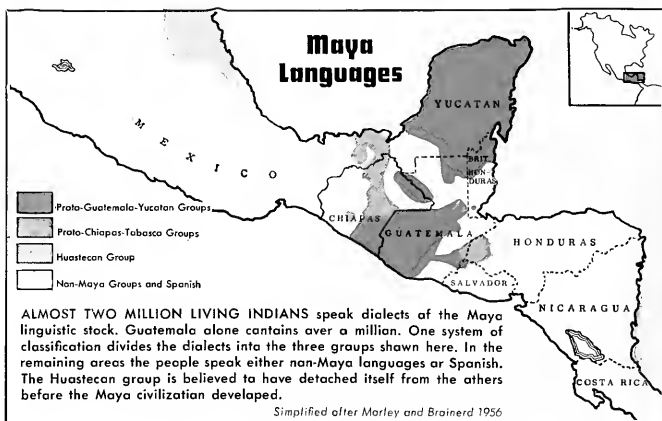 Maya
Languages
YUCATAN
MEXICO
BRIT.
HON-
DURAS
Proto-Guatemala-Yucatan Groups
Proto-Chiapas-Tabasco Groups
Huastecan Group
Non-Maya Groups and Spanish
CHIAPAS
GUATEMALA
HONDURAS
SALVADOR
NICARAGUA
COSTA RICA
ALMOST TWO MILLION LIVING INDIANS speak dialects of the Maya
linguistic stock. Guatemala alone contains over a million. One system of
classification divides the dialects into the three groups shown here. In the
remaining areas the people speak either non-Maya languages or Spanish.
The Huastecan group is believed to have detached itself from the others
before the Maya civilization developed.
Simplified after Morley and Brainerd 1956